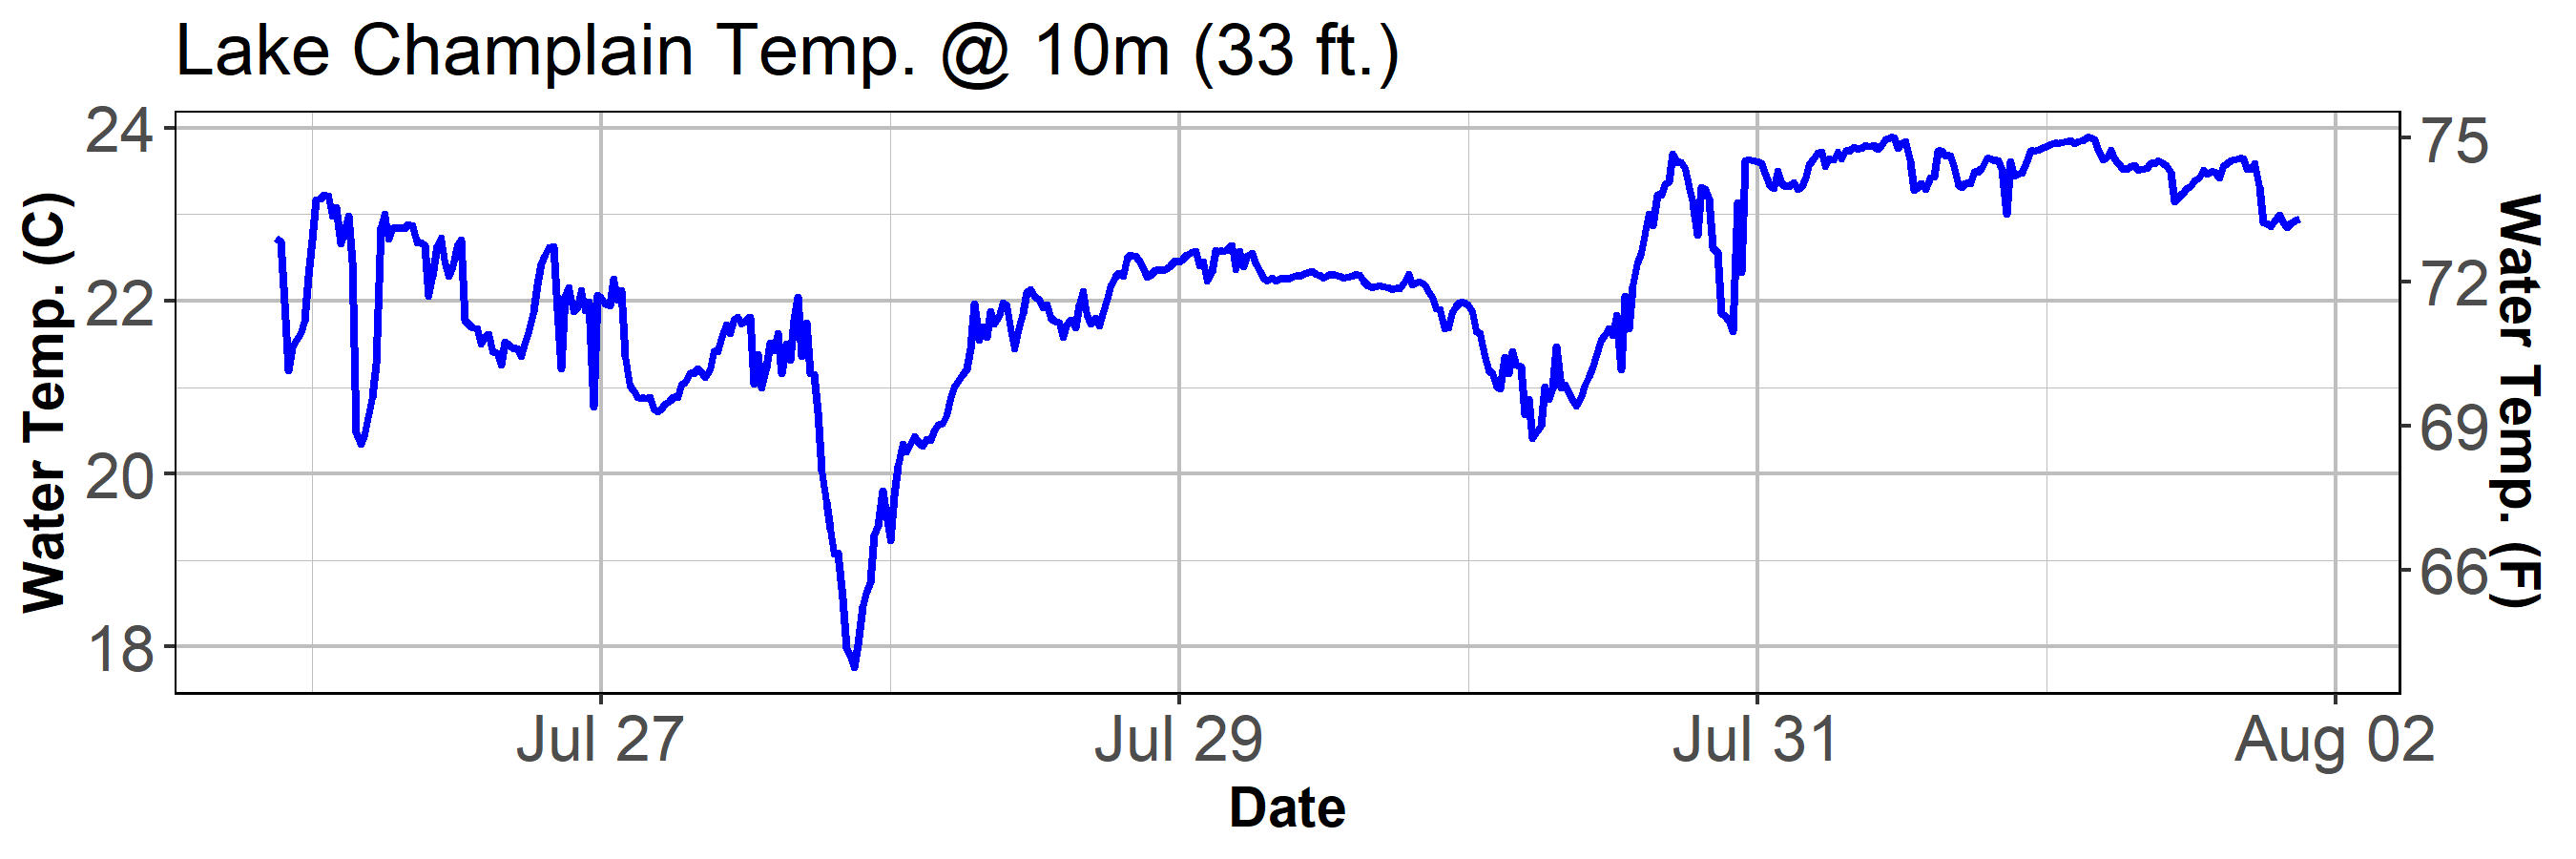 Lake Champlain Temp. @ 10m (33 ft.)
24
22
20
18
Water Temp. (C)
75
72
69
66
Water Temp. (F)
Jul 27
Jul 29
Jul 31
Aug 02
Date